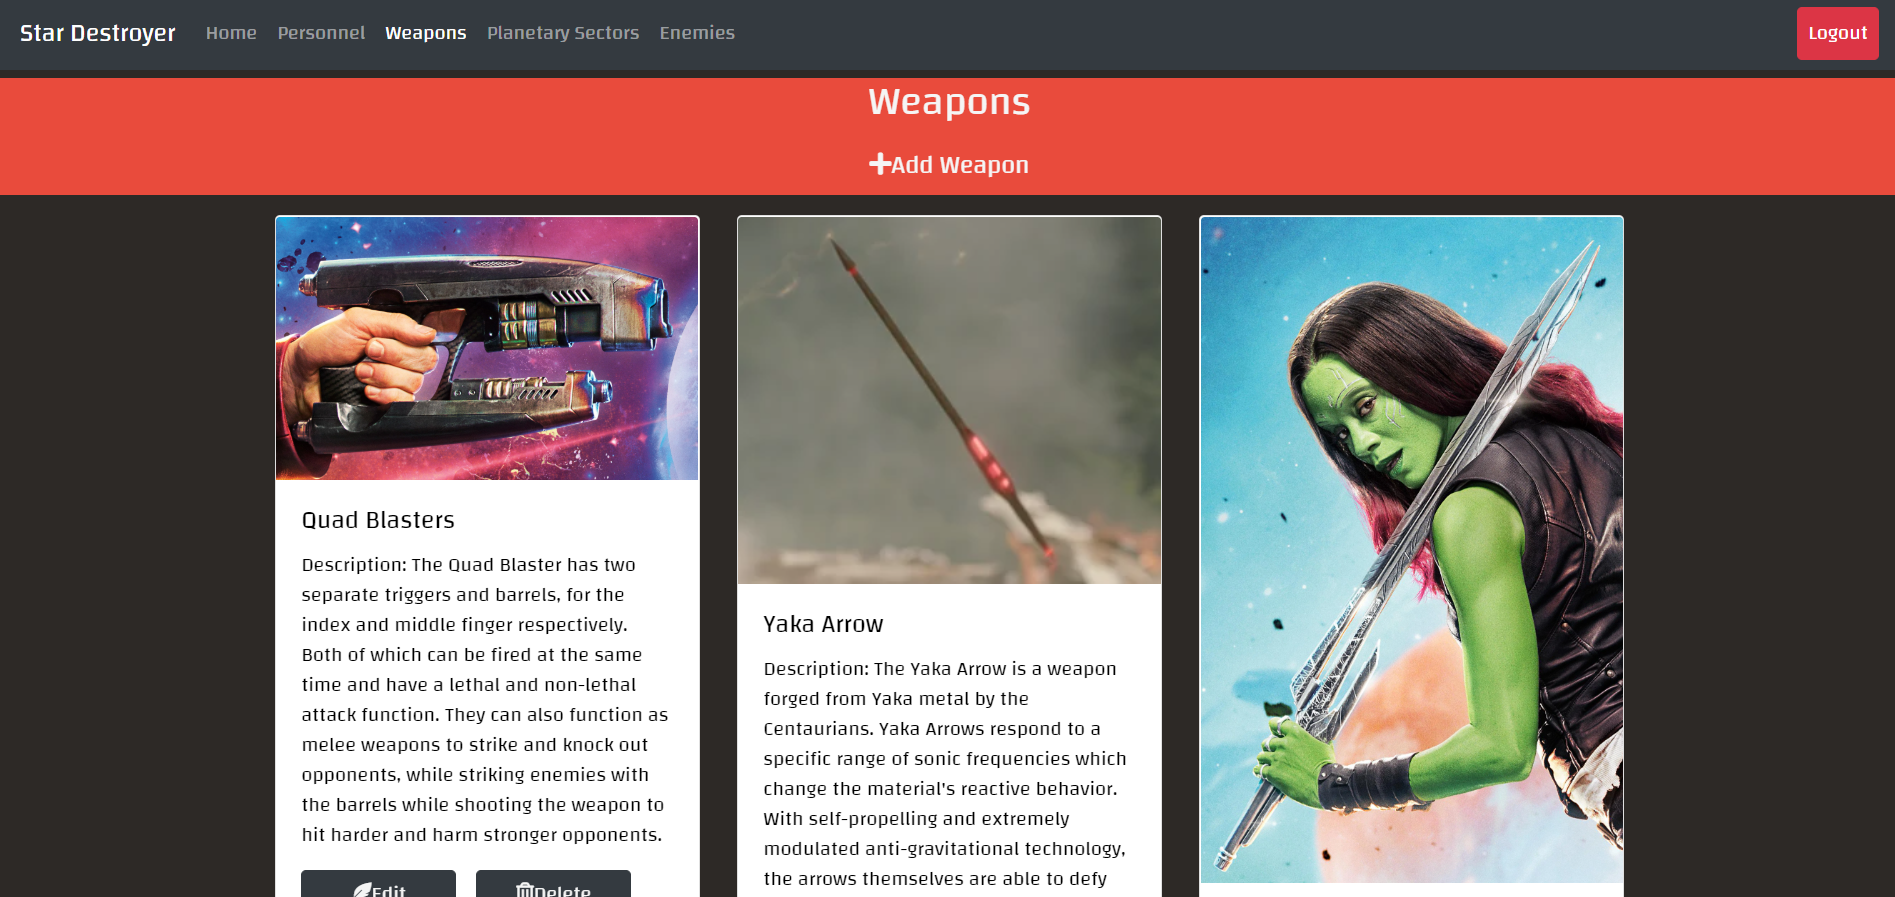 Star Destroyer Home Personnel Weapons Planetary Sectors Enemies Logout
Weapons
Add Weapon
Quad Blasters
Description: The Quad Blaster has two
separate triggers and barrels, for the
index and middle finger respectively.
Both of which can be fired at the same
time and have a lethal and non-lethal
attack function. They can also function as
melee weapons to strike and knock out
opponents, while striking enemies with
the barrels while shooting the weapon to
hit harder and harm stronger opponents.
Edit Delete
Yaka Arrow
Description: The Yaka Arrow is a weapon
forged from Yaka metal by the
Centaurians. Yaka Arrows respond to a
specific range of sonic frequencies which
change the material's reactive behavior.
With self-propelling and extremely
modulated anti-gravitational technology,
the arrows themselves are able to defy